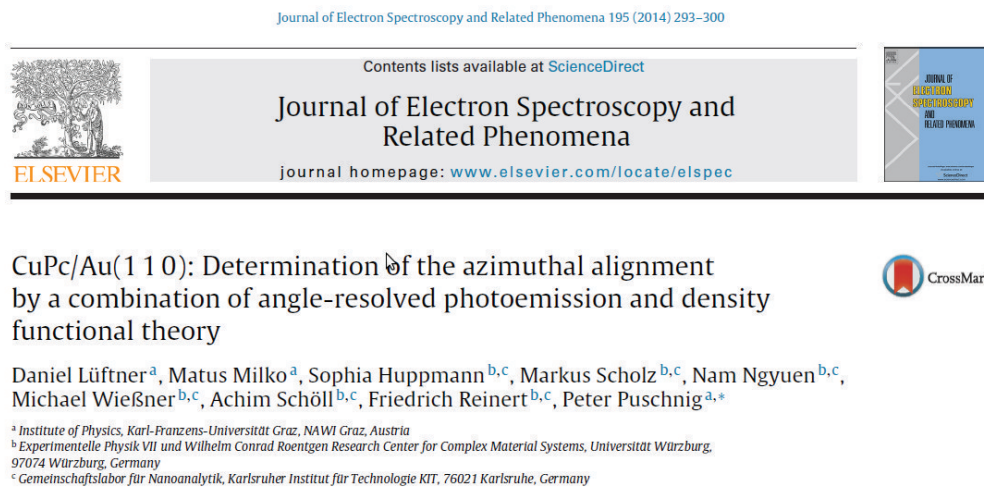 Journal of Electron Spectroscopy and Related Phenomena 195 (2014) 293–300
Contents lists available at ScienceDirect
Journal of Electron Spectroscopy and
Related Phenomena
journal homepage: www.elsevier.com/locate/elspec
ELSEVIER
JOURNAL OF
ELECTRON
SPECTROSCOPY
AND
RELATED PHENOMENA
CuPc/Au(1 1 0): Determination of the azimuthal alignment
by a combination of angle-resolved photoemission and density
functional theory
CrossMar
Daniel Lüftner a, Matus Milko a, Sophia Huppmann b,c, Markus Scholz b,c, Nam Ngyuen b,c,
Michael Wießner b,c, Achim Schöll b,c, Friedrich Reinert b,c, Peter Puschnig a,*
a Institute of Physics, Karl-Franzens-Universität Graz, NAWI Graz, Austria
b Experimentelle Physik VII und Wilhelm Conrad Roentgen Research Center for Complex Material Systems, Universität Würzburg,
97074 Würzburg, Germany
c Gemeinschaftslabor für Nanoanalytik, Karlsruher Institut für Technologie KIT, 76021 Karlsruhe, Germany